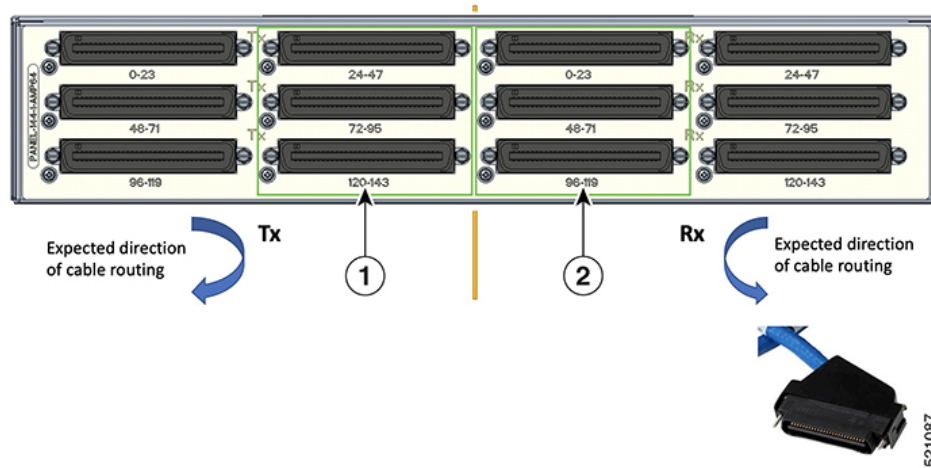 Tx
Rx
0-23
24-47
0-23
24-47
Tx
Rx
48-71
72-95
48-71
72-95
Tx
Rx
96-119
120-143
96-119
120-143
Expected direction
of cable routing
Tx
1
2
Rx
Expected direction
of cable routing
521087